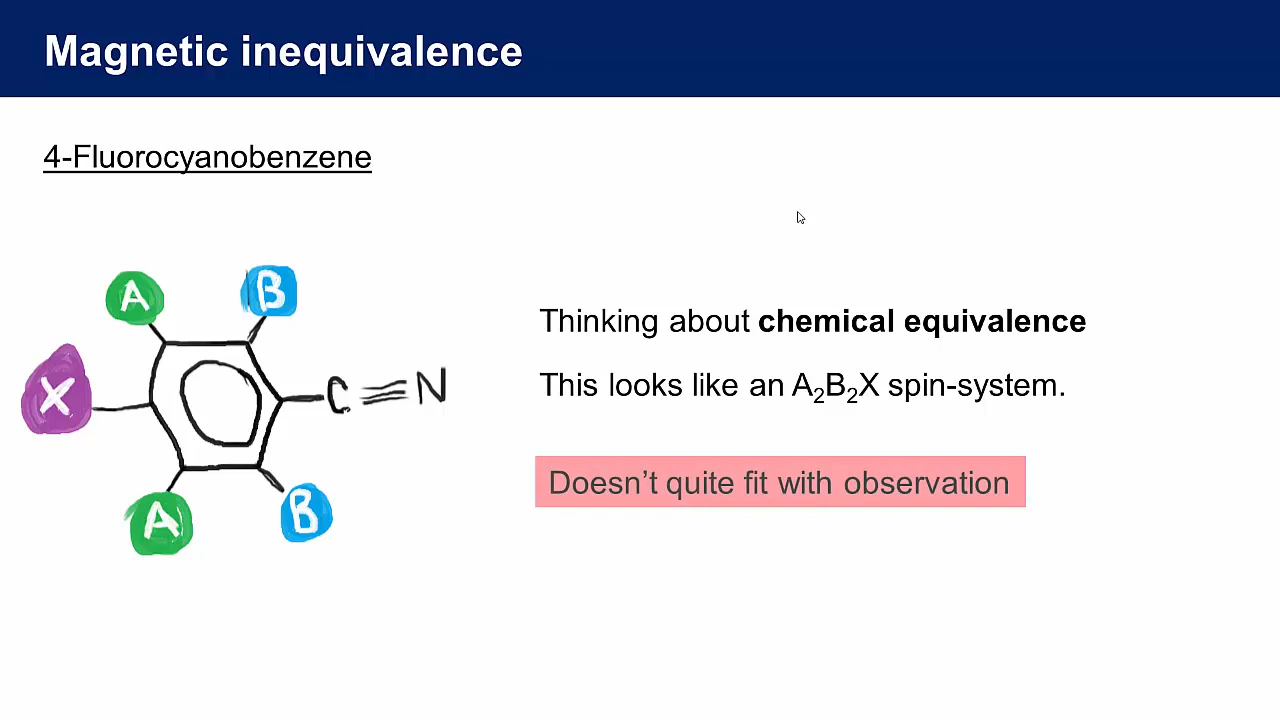 Magnetic inequivalence
4-Fluorocyanobenzene
A B
Thinking about chemical equivalence
X C≡N
This looks like an A₂B₂X spin-system.
Doesn’t quite fit with observation
A B